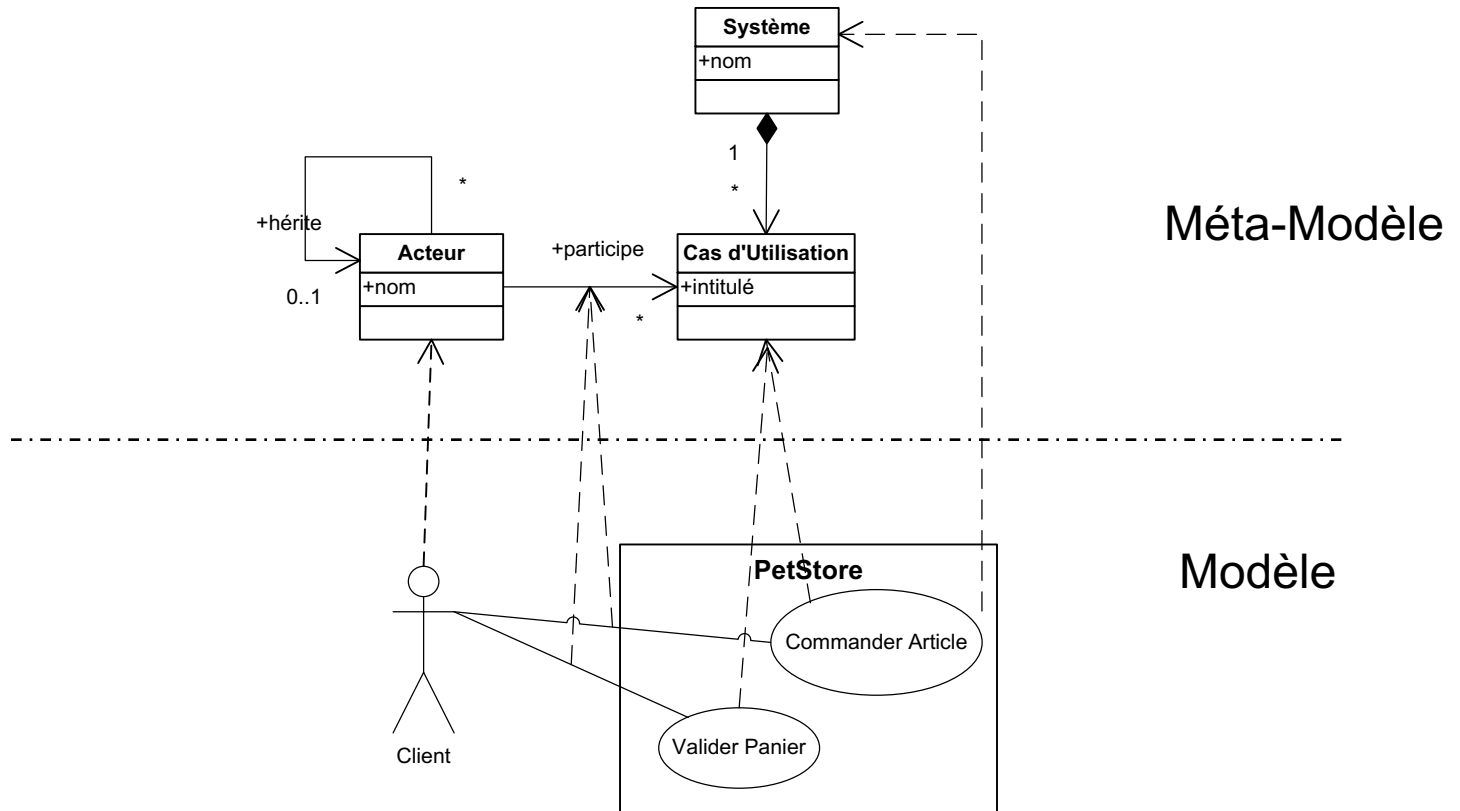 Système
+nom
1
*
*
+hérite
Acteur
+participe
Cas d'Utilisation
Méta-Modèle
+nom
+intitulé
0..1
*
PetStore
Modèle
Commander Article
Valider Panier
Client